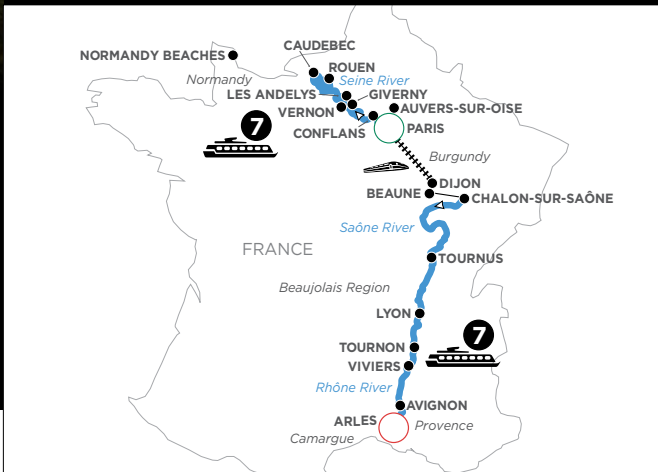 CAUDEBEC
NORMANDY BEACHES
ROUEN
Normandy
Seine River
LES ANDELYS
GIVERNY
VERNON
AUVERS-SUR-OISE
7
CONFLANS
PARIS
Burgundy
DIJON
BEAUNE
CHALON-SUR-SAÔNE
Saône River
FRANCE
TOURNUS
Beaujolais Region
LYON
7
TOURNON
VIVIERS
Rhône River
AVIGNON
ARLES
Provence
Camargue